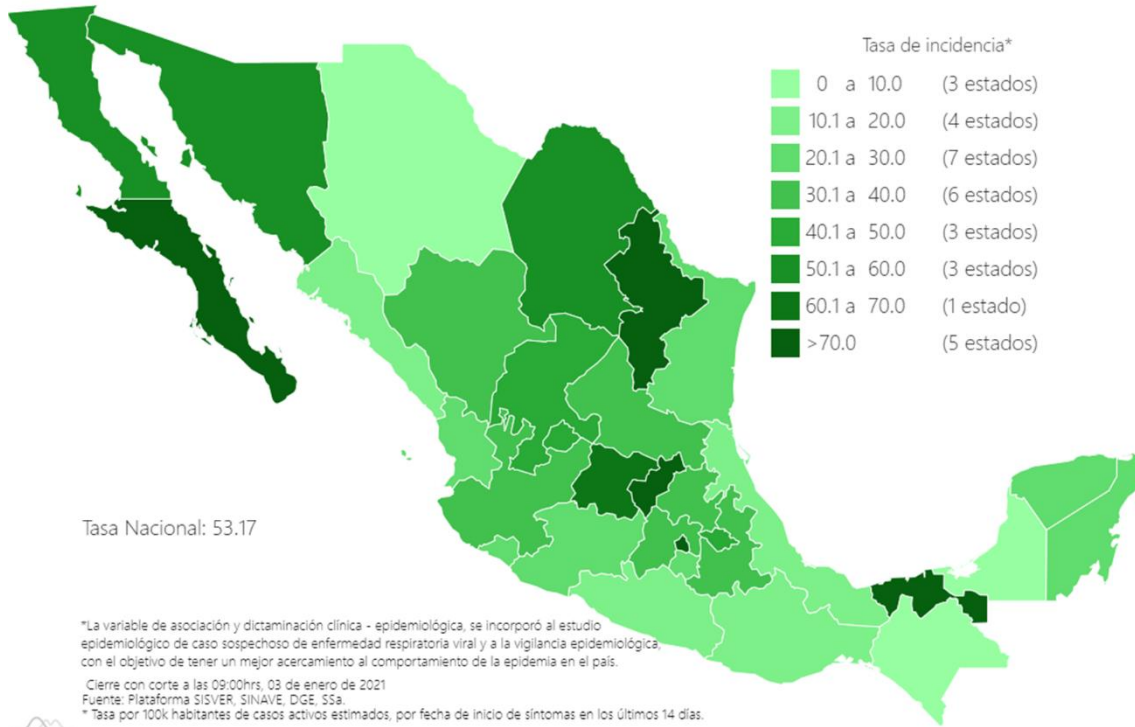 Tasa de incidencia*
0 a 10.0 (3 estados)
10.1 a 20.0 (4 estados)
20.1 a 30.0 (7 estados)
30.1 a 40.0 (6 estados)
40.1 a 50.0 (3 estados)
50.1 a 60.0 (3 estados)
60.1 a 70.0 (1 estado)
>70.0 (5 estados)
Tasa Nacional: 53.17
*La variable de asociación y dictaminación clínica - epidemiológica, se incorporó al estudio
epidemiológico de caso sospechoso de enfermedad respiratoria viral y a la vigilancia epidemiológica,
con el objetivo de tener un mejor acercamiento al comportamiento de la epidemia en el país.
Cierre con corte a las 09:00hrs, 03 de enero de 2021
Fuente: Plataforma SISVER, SINAVE, DGE, SSa.
* Tasa por 100k habitantes de casos activos estimados, por fecha de inicio de síntomas en los últimos 14 días.